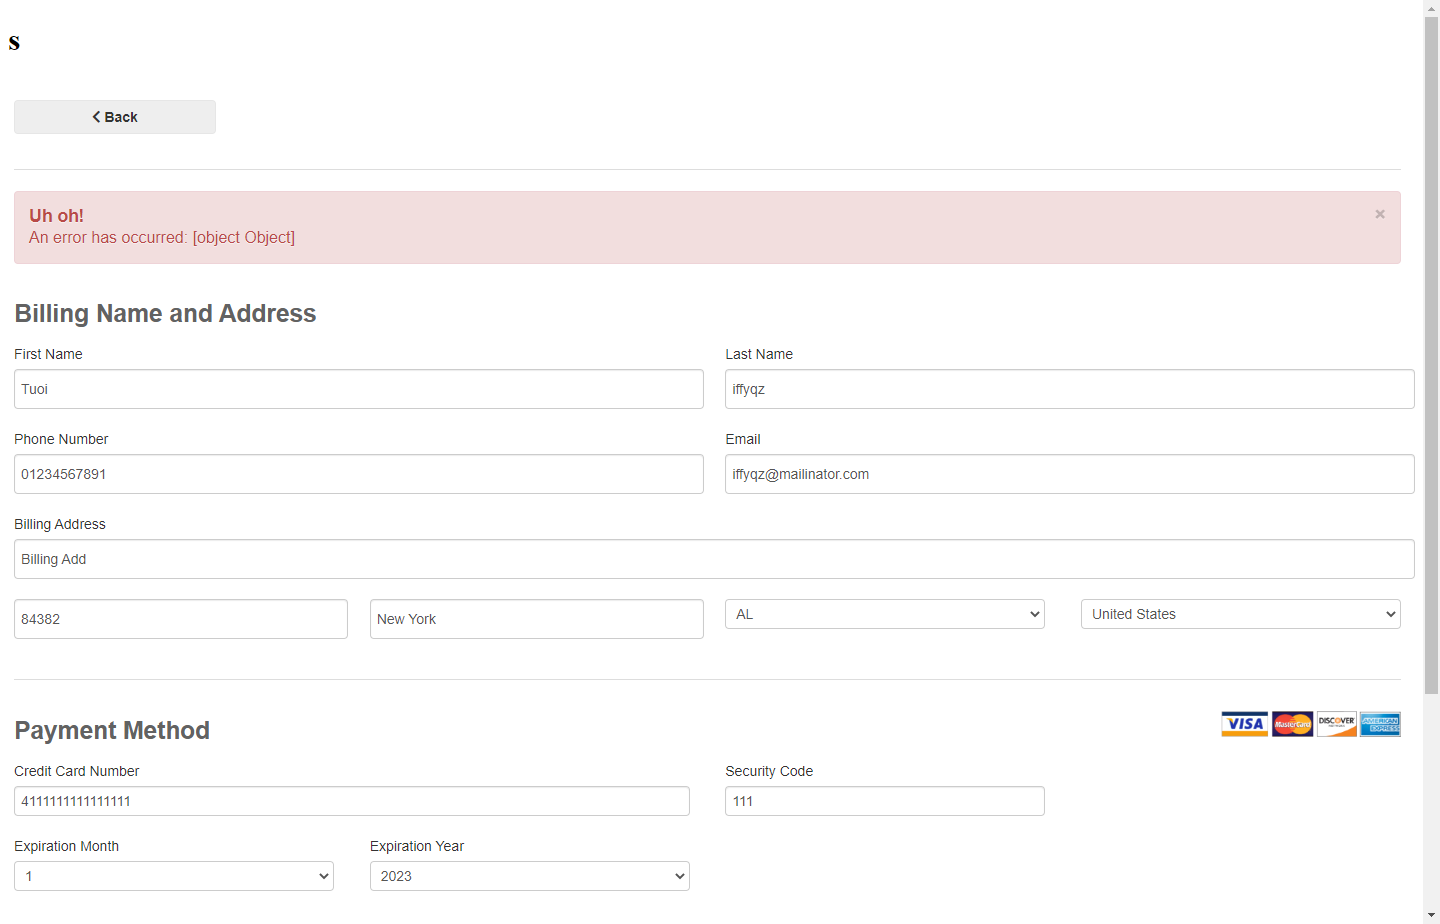 s
Back
Uh oh!
×
An error has occurred: [object Object]
Billing Name and Address
First Name
Last Name
Tuoi
iffyqz
Phone Number
Email
01234567891
iffyqz@mailinator.com
Billing Address
Billing Add
84382
New York
AL
United States
Payment Method
VISA
MasterCard
DISCOVER
AMERICAN EXPRESS
Credit Card Number
Security Code
4111111111111111
111
Expiration Month
Expiration Year
1
2023